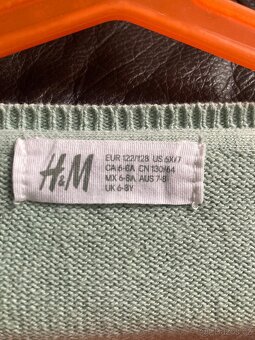 H&M
EUR 122/128 US 6X/7
CA 6-8A CN 130/64
MX 6-8A AUS 7-8
UK 6-8Y